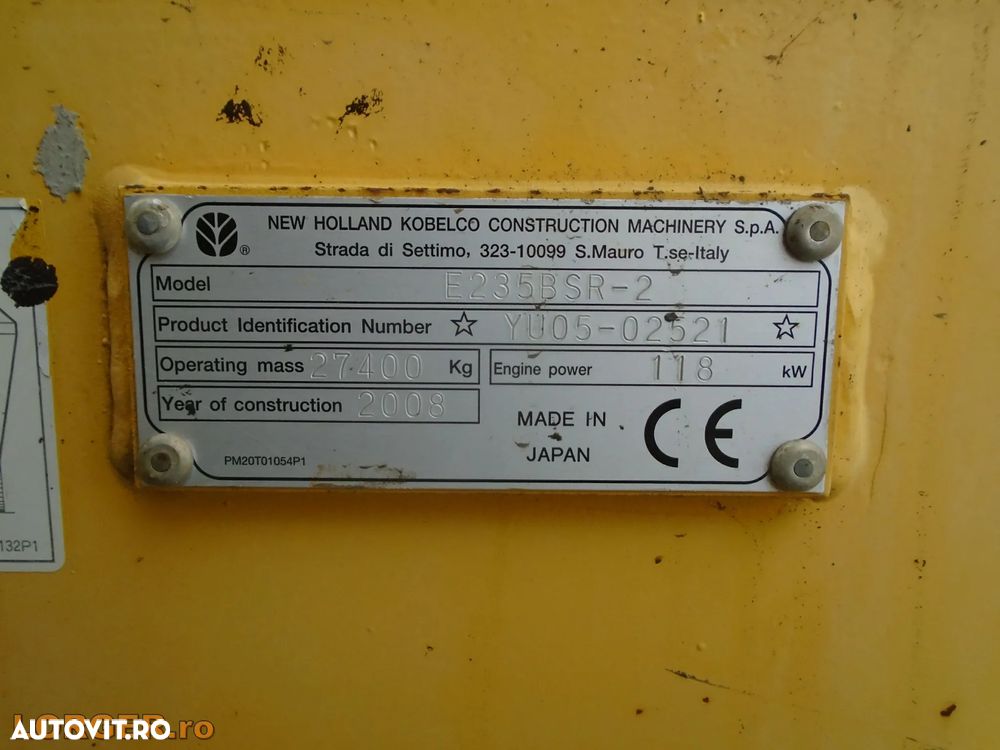 NEW HOLLAND KOBELCO CONSTRUCTION MACHINERY S.p.A.
Strada di Settimo, 323-10099 S.Mauro T.se-Italy
Model E235BSR-2
Product Identification Number ☆ YU05-02521 ☆
Operating mass 27400 Kg Engine power 118 kW
Year of construction 2008
MADE IN
JAPAN
CE
PM20T01054P1
132P1
AUTOVIT.RO
.ro